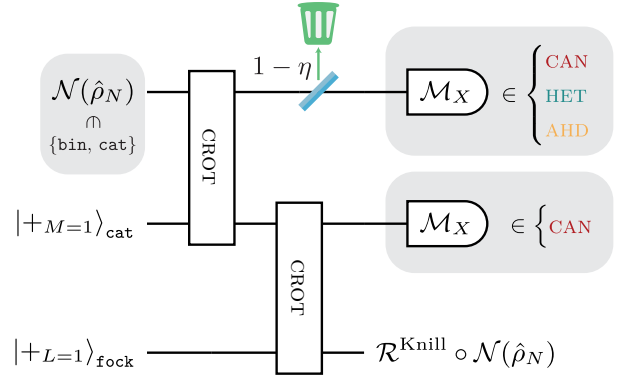 1 − η
𝒩(ρ̂_N)
∈
{bin, cat}
CROT
ℳ_X ∈ { CAN
HET
AHD
|+_{M=1}⟩_cat
CROT
ℳ_X ∈ { CAN
|+_{L=1}⟩_fock
ℛ^Knill ∘ 𝒩(ρ̂_N)